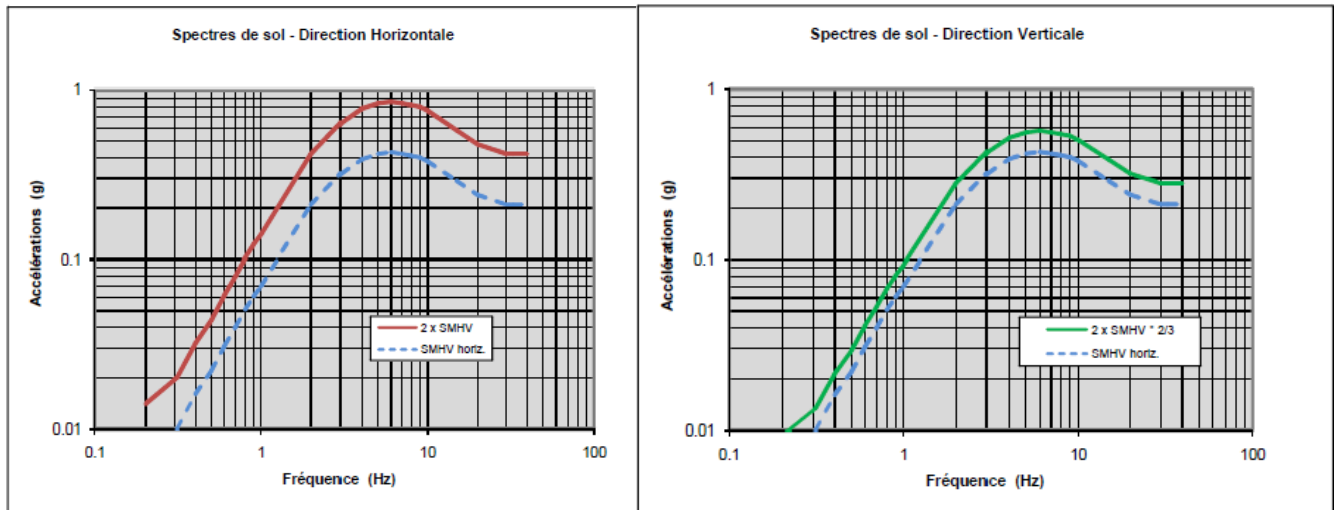 Spectres de sol - Direction Horizontale
Accélérations (g)
1
0.1
0.01
2 x SMHV
SMHV horiz.
0.1
1
10
100
Fréquence (Hz)
Spectres de sol - Direction Verticale
Accélérations (g)
1
0.1
0.01
2 x SMHV * 2/3
SMHV horiz.
0.1
1
10
100
Fréquence (Hz)